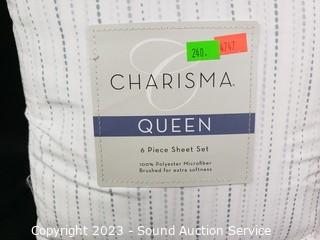 240.
4747
CHARISMA®
QUEEN
6 Piece Sheet Set
100% Polyester Microfiber
Brushed for extra softness
Copyright 2023 - Sound Auction Service